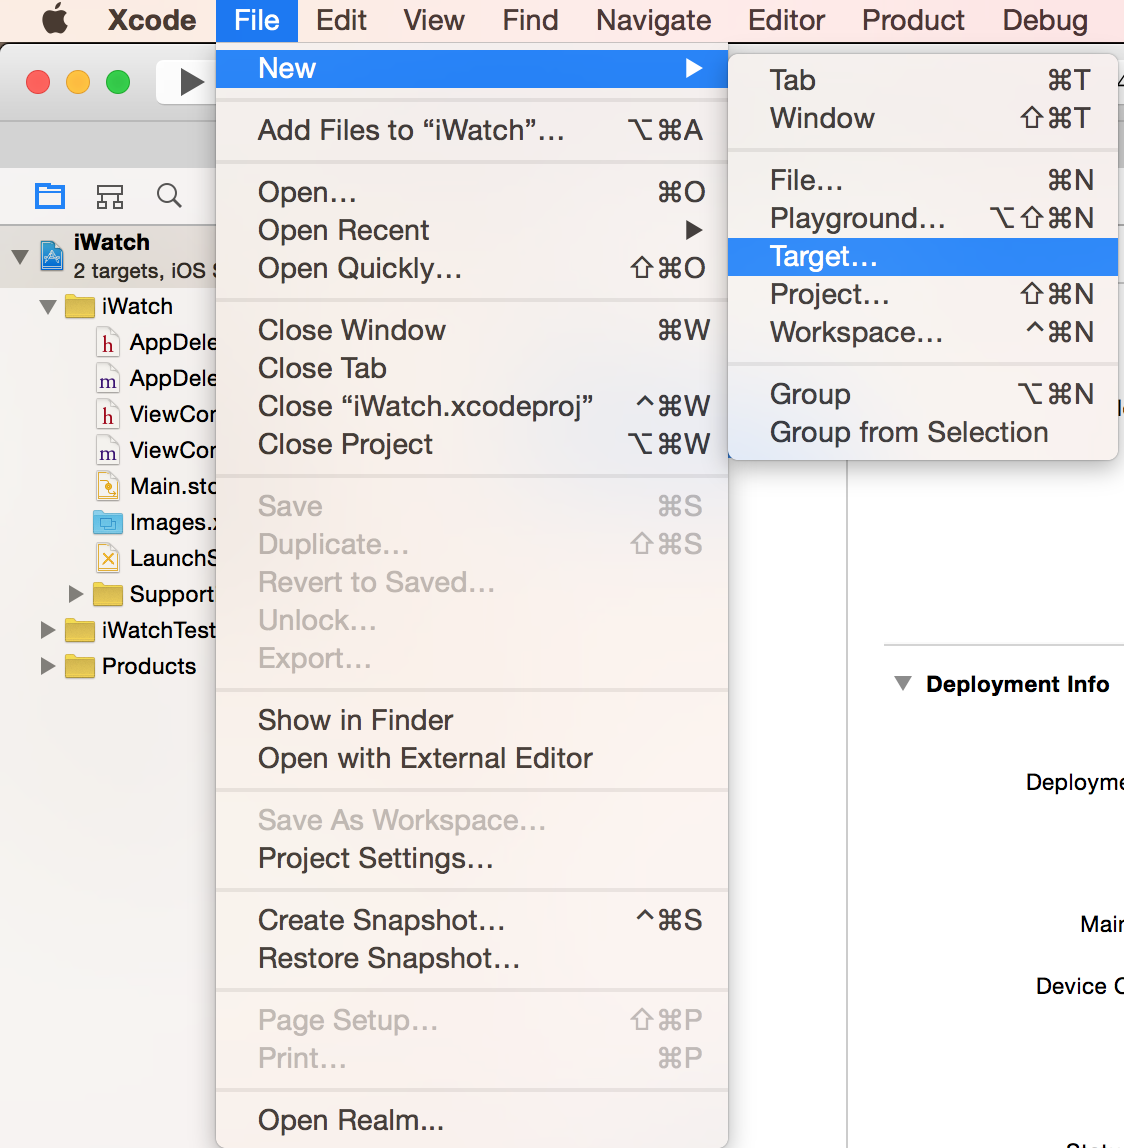 Xcode File Edit View Find Navigate Editor Product Debug
New
Add Files to “iWatch”… ⌥⌘A
Open… ⌘O
Open Recent
Open Quickly… ⇧⌘O
Close Window ⌘W
Close Tab
Close “iWatch.xcodeproj” ^⌘W
Close Project ⌥⌘W
Save ⌘S
Duplicate… ⇧⌘S
Revert to Saved…
Unlock…
Export…
Show in Finder
Open with External Editor
Save As Workspace…
Project Settings…
Create Snapshot… ^⌘S
Restore Snapshot…
Page Setup… ⇧⌘P
Print… ⌘P
Open Realm...
Tab ⌘T
Window ⇧⌘T
File… ⌘N
Playground… ⌥⇧⌘N
Target…
Project… ⇧⌘N
Workspace… ^⌘N
Group ⌥⌘N
Group from Selection
iWatch
2 targets, iOS
iWatch
h AppDele
m AppDele
h ViewCor
m ViewCor
Main.sto
Images.x
LaunchS
Support
iWatchTest
Products
Deployment Info
Deployme
Main
Device O